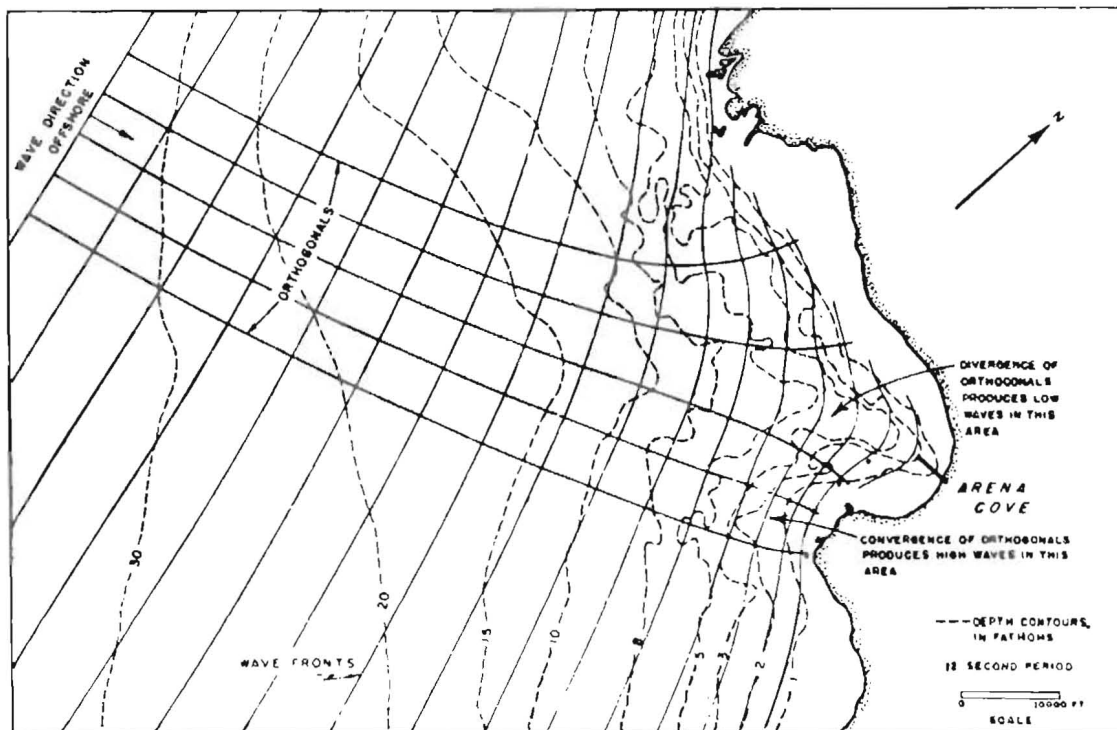 WAVE DIRECTION
OFFSHORE
N
ORTHOGONALS
DIVERGENCE OF
ORTHOGONALS
PRODUCES LOW
WAVES IN THIS
AREA
ARENA
COVE
CONVERGENCE OF ORTHOGONALS
PRODUCES HIGH WAVES IN THIS
AREA
30
20
15
10
8
5
3
2
1
WAVE FRONTS
DEPTH CONTOURS,
IN FATHOMS
12 SECOND PERIOD
0 10000 FT
SCALE